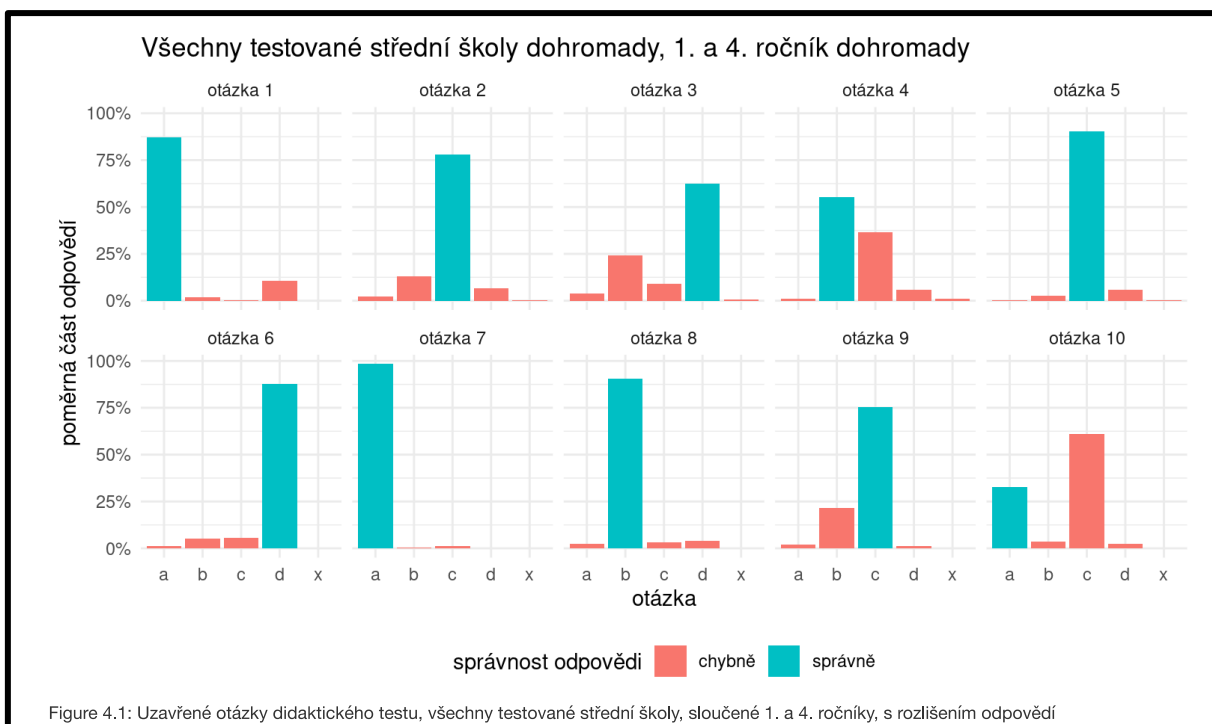 Všechny testované střední školy dohromady, 1. a 4. ročník dohromady
otázka 1 otázka 2 otázka 3 otázka 4 otázka 5
100%
75%
50%
25%
0%
otázka 6 otázka 7 otázka 8 otázka 9 otázka 10
100%
75%
50%
25%
0%
poměrná část odpovědí
a b c d x a b c d x a b c d x a b c d x a b c d x
otázka
správnost odpovědi chybně správně
Figure 4.1: Uzavřené otázky didaktického testu, všechny testované střední školy, sloučené 1. a 4. ročníky, s rozlišením odpovědí